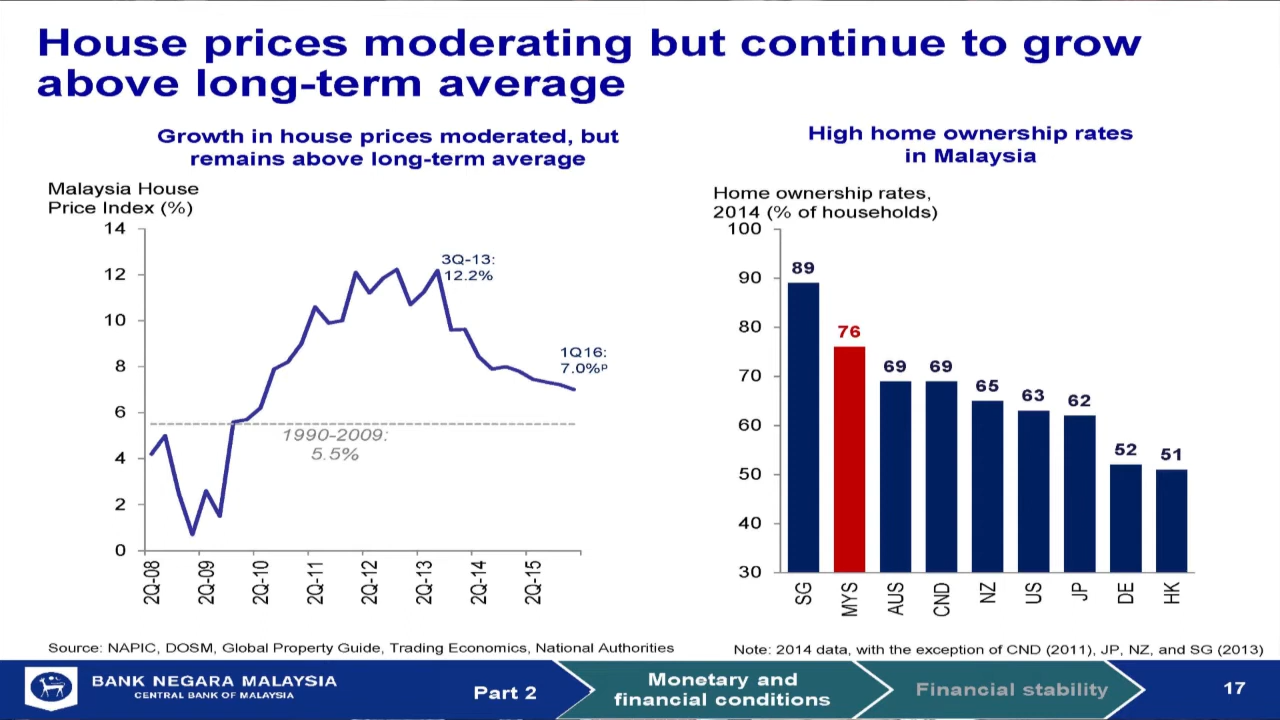 House prices moderating but continue to grow
above long-term average
Growth in house prices moderated, but
remains above long-term average
Malaysia House
Price Index (%)
14
12
10
8
6
4
2
0
3Q-13:
12.2%
1Q16:
7.0%p
1990-2009:
5.5%
2Q-08
2Q-09
2Q-10
2Q-11
2Q-12
2Q-13
2Q-14
2Q-15
High home ownership rates
in Malaysia
Home ownership rates,
2014 (% of households)
100
90
80
70
60
50
40
30
89
76
69
69
65
63
62
52
51
SG
MYS
AUS
CND
NZ
US
JP
DE
HK
Source: NAPIC, DOSM, Global Property Guide, Trading Economics, National Authorities
Note: 2014 data, with the exception of CND (2011), JP, NZ, and SG (2013)
BANK NEGARA MALAYSIA
CENTRAL BANK OF MALAYSIA
Part 2
Monetary and
financial conditions
Financial stability
17